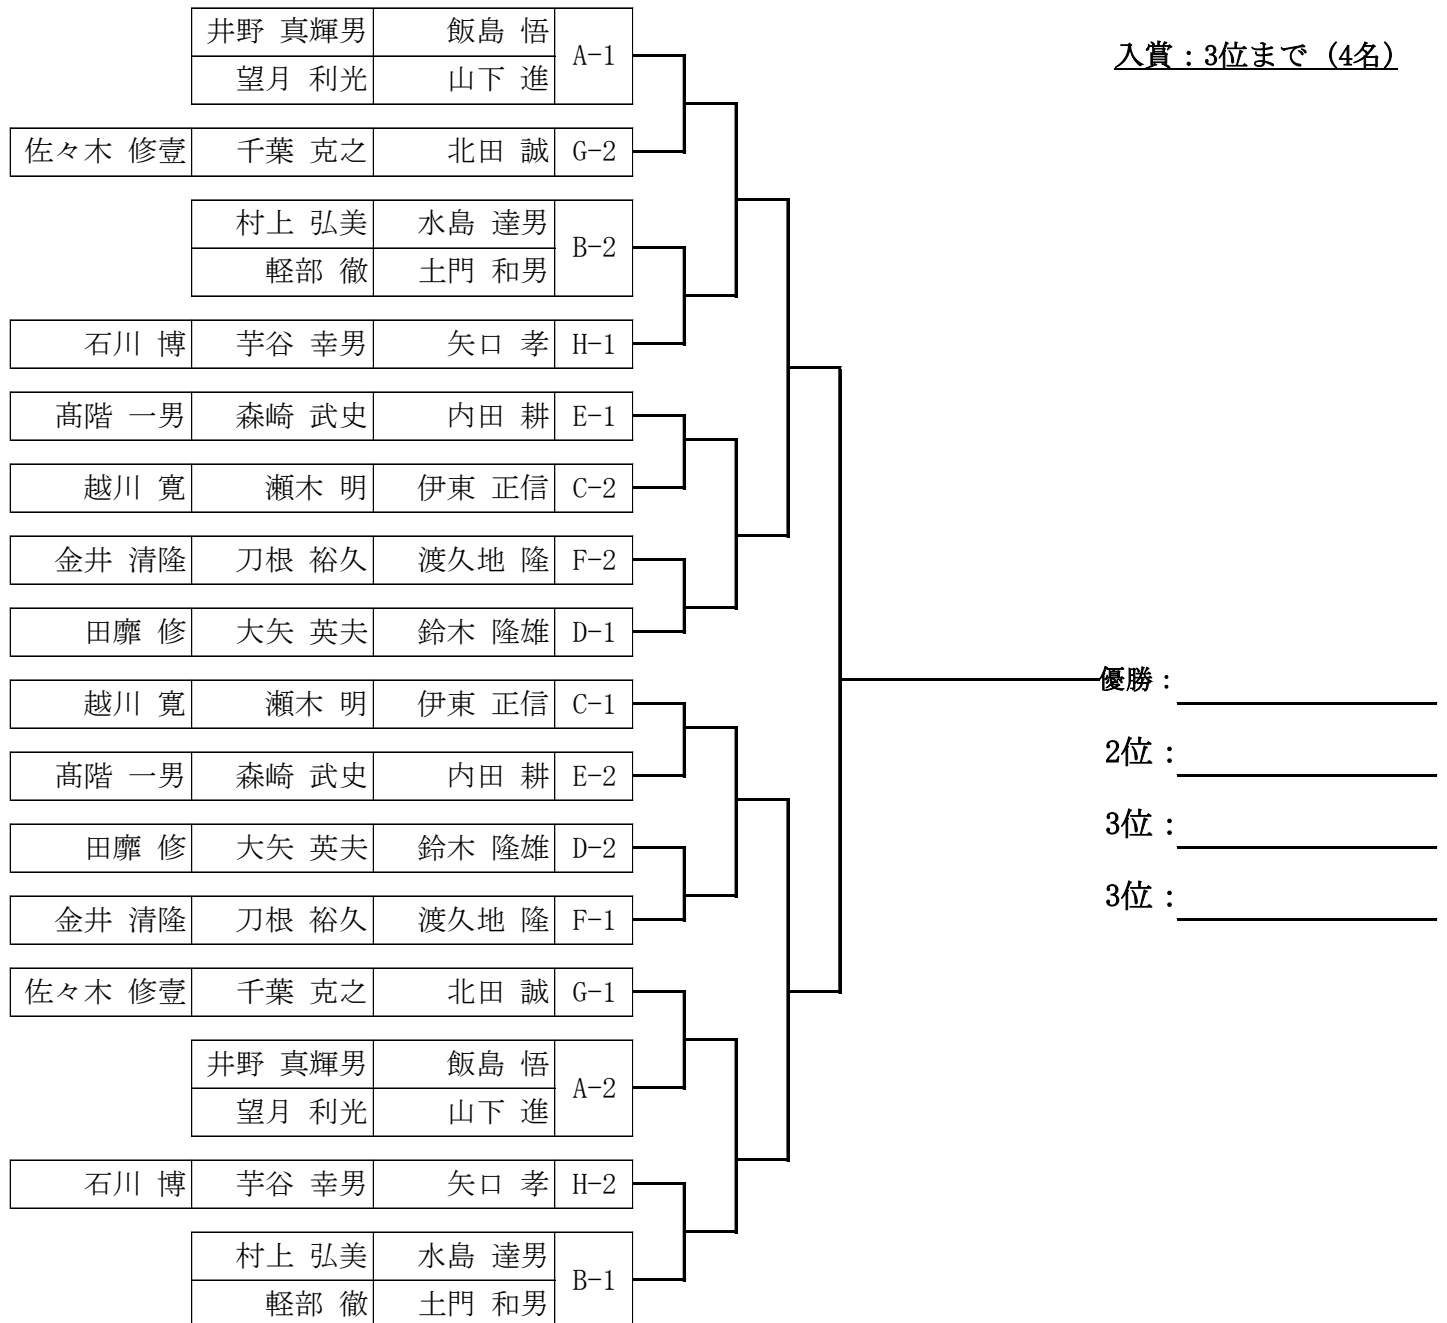 井野 真輝男 飯島 悟
A-1
入賞：3位まで（4名）
望月 利光 山下 進
佐々木 修壹 千葉 克之 北田 誠 G-2
村上 弘美 水島 達男
B-2
軽部 徹 土門 和男
石川 博 芋谷 幸男 矢口 孝 H-1
髙階 一男 森崎 武史 内田 耕 E-1
越川 寛 瀬木 明 伊東 正信 C-2
金井 清隆 刀根 裕久 渡久地 隆 F-2
田靡 修 大矢 英夫 鈴木 隆雄 D-1
越川 寛 瀬木 明 伊東 正信 C-1
優勝：
髙階 一男 森崎 武史 内田 耕 E-2
2位：
田靡 修 大矢 英夫 鈴木 隆雄 D-2
3位：
金井 清隆 刀根 裕久 渡久地 隆 F-1
3位：
佐々木 修壹 千葉 克之 北田 誠 G-1
井野 真輝男 飯島 悟
A-2
望月 利光 山下 進
石川 博 芋谷 幸男 矢口 孝 H-2
村上 弘美 水島 達男
B-1
軽部 徹 土門 和男